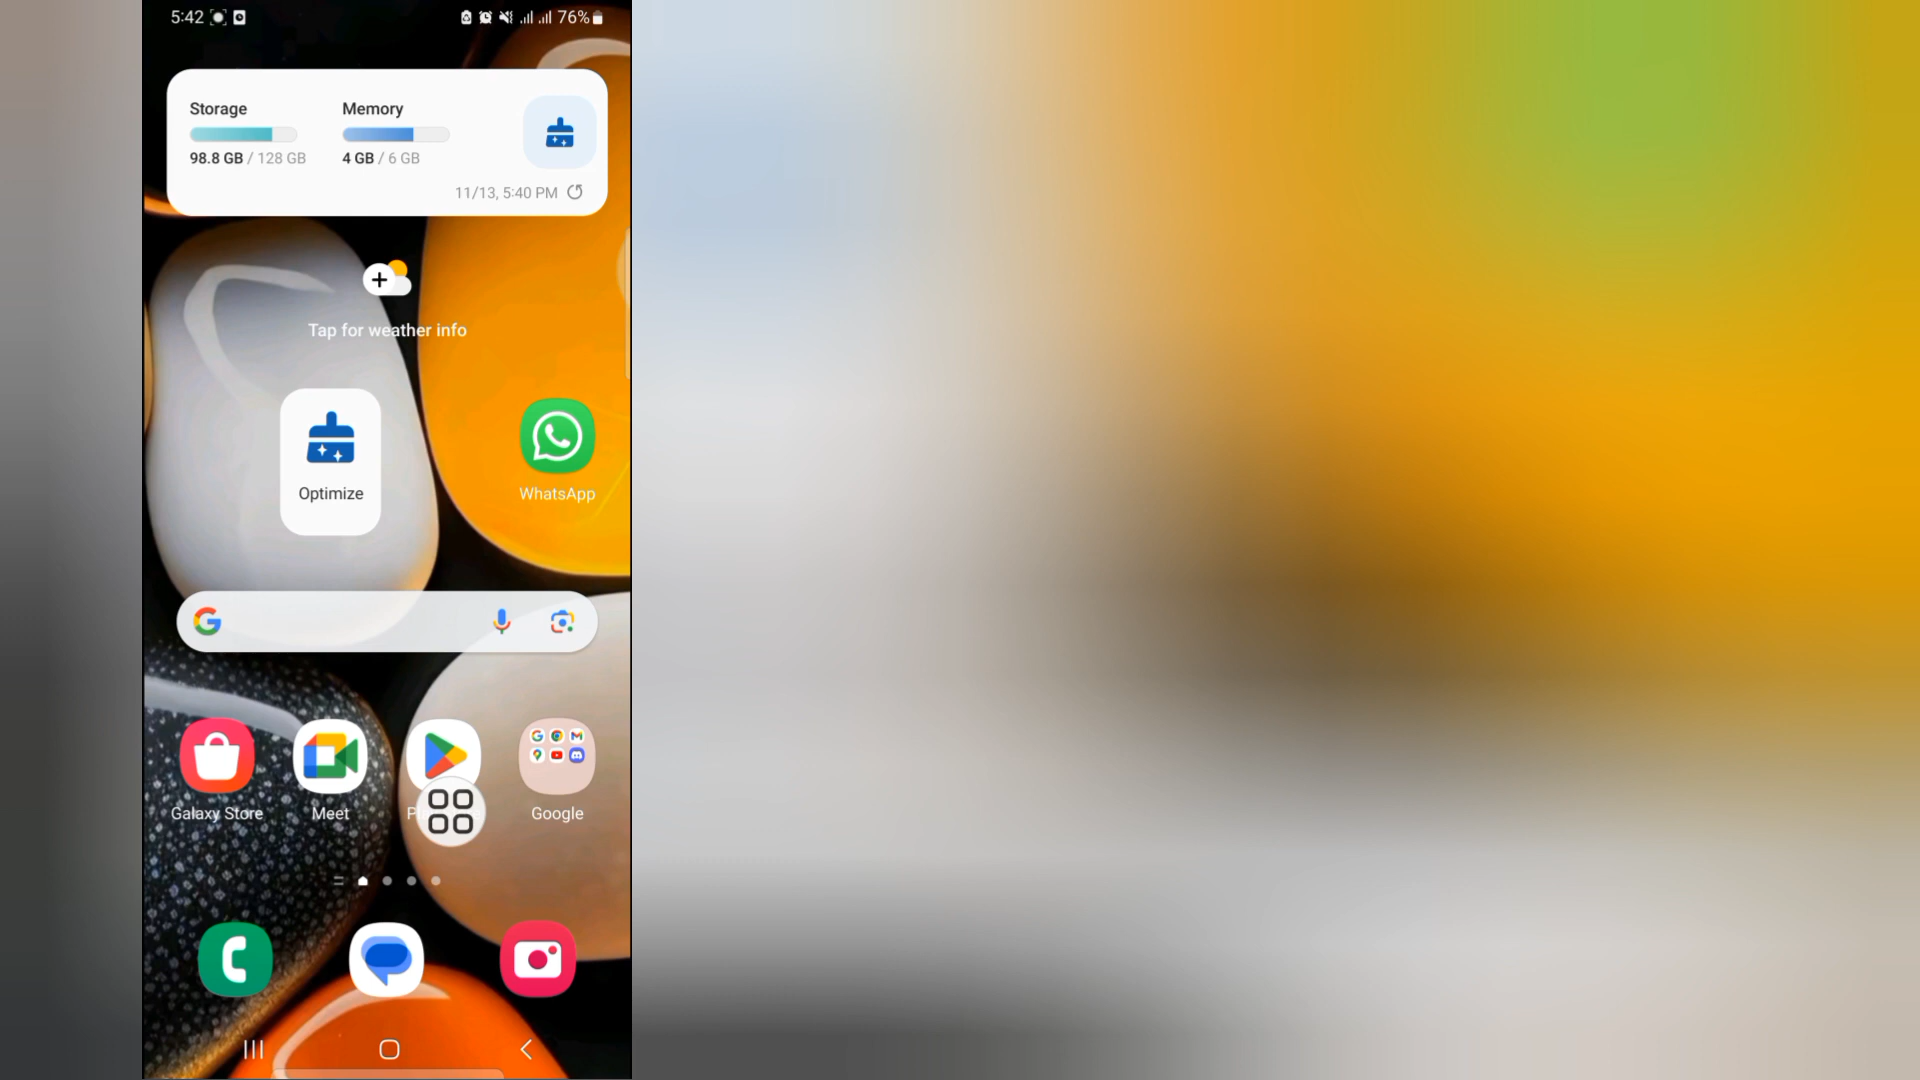 5:42 76%
Storage Memory
98.8 GB / 128 GB 4 GB / 6 GB
11/13, 5:40 PM
Tap for weather info
Optimize WhatsApp
Galaxy Store Meet Google